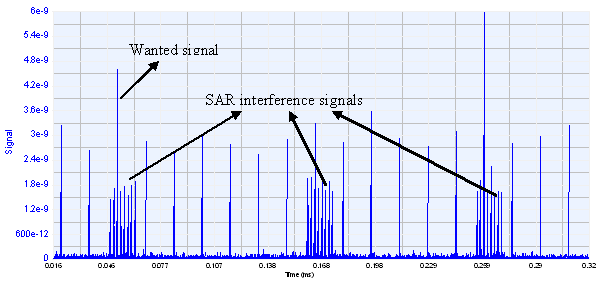 6e-9
5.4e-9
4.8e-9
4.2e-9
3.6e-9
3e-9
2.4e-9
1.8e-9
1.2e-9
600e-12
0
Signal
Wanted signal
SAR interference signals
0.016 0.046 0.077 0.107 0.138 0.168 0.198 0.229 0.259 0.29 0.32
Time (ms)